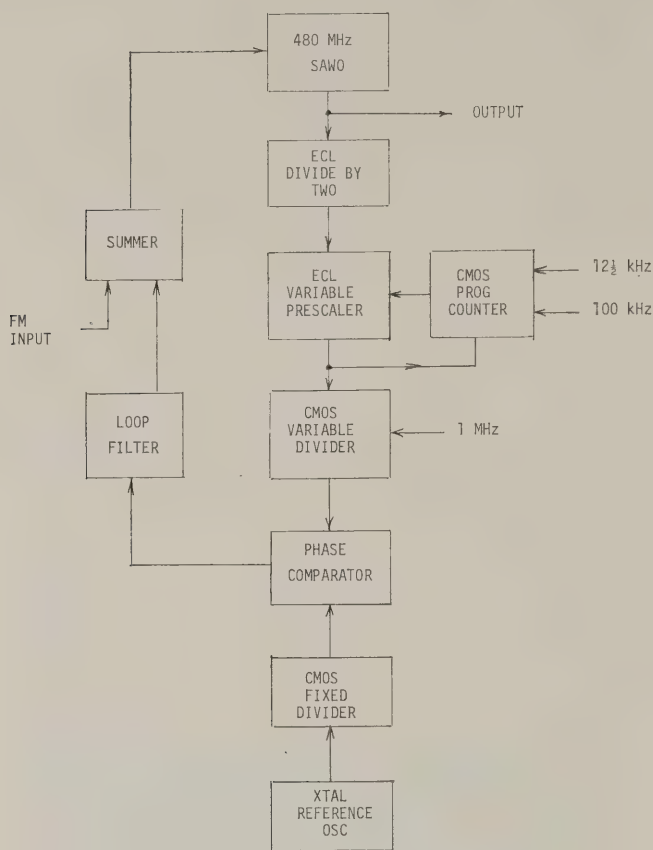 480 MHz
SAWO
OUTPUT
ECL
DIVIDE BY
TWO
SUMMER
FM
INPUT
ECL
VARIABLE
PRESCALER
CMOS
PROG
COUNTER
12½ kHz
100 kHz
LOOP
FILTER
CMOS
VARIABLE
DIVIDER
1 MHz
PHASE
COMPARATOR
CMOS
FIXED
DIVIDER
XTAL
REFERENCE
OSC